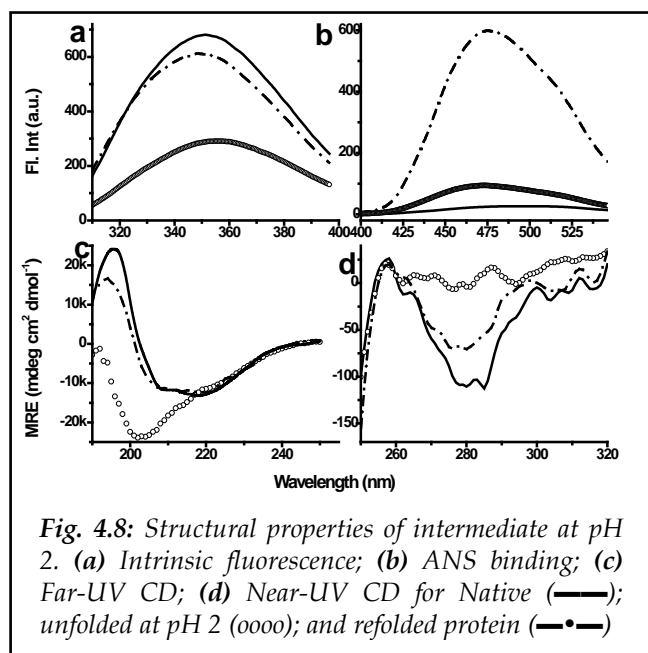 a
b
600
400
200
0
Fl. Int (a.u.)
320 340 360 380 400
600
400
200
0
400 425 450 475 500 525
c
d
20k
10k
0
-10k
-20k
MRE (mdeg cm² dmol⁻¹)
200 220 240
0
-50
-100
-150
260 280 300 320
Wavelength (nm)
Fig. 4.8: Structural properties of intermediate at pH
2. (a) Intrinsic fluorescence; (b) ANS binding; (c)
Far-UV CD; (d) Near-UV CD for Native (——);
unfolded at pH 2 (oooo); and refolded protein (—•—)